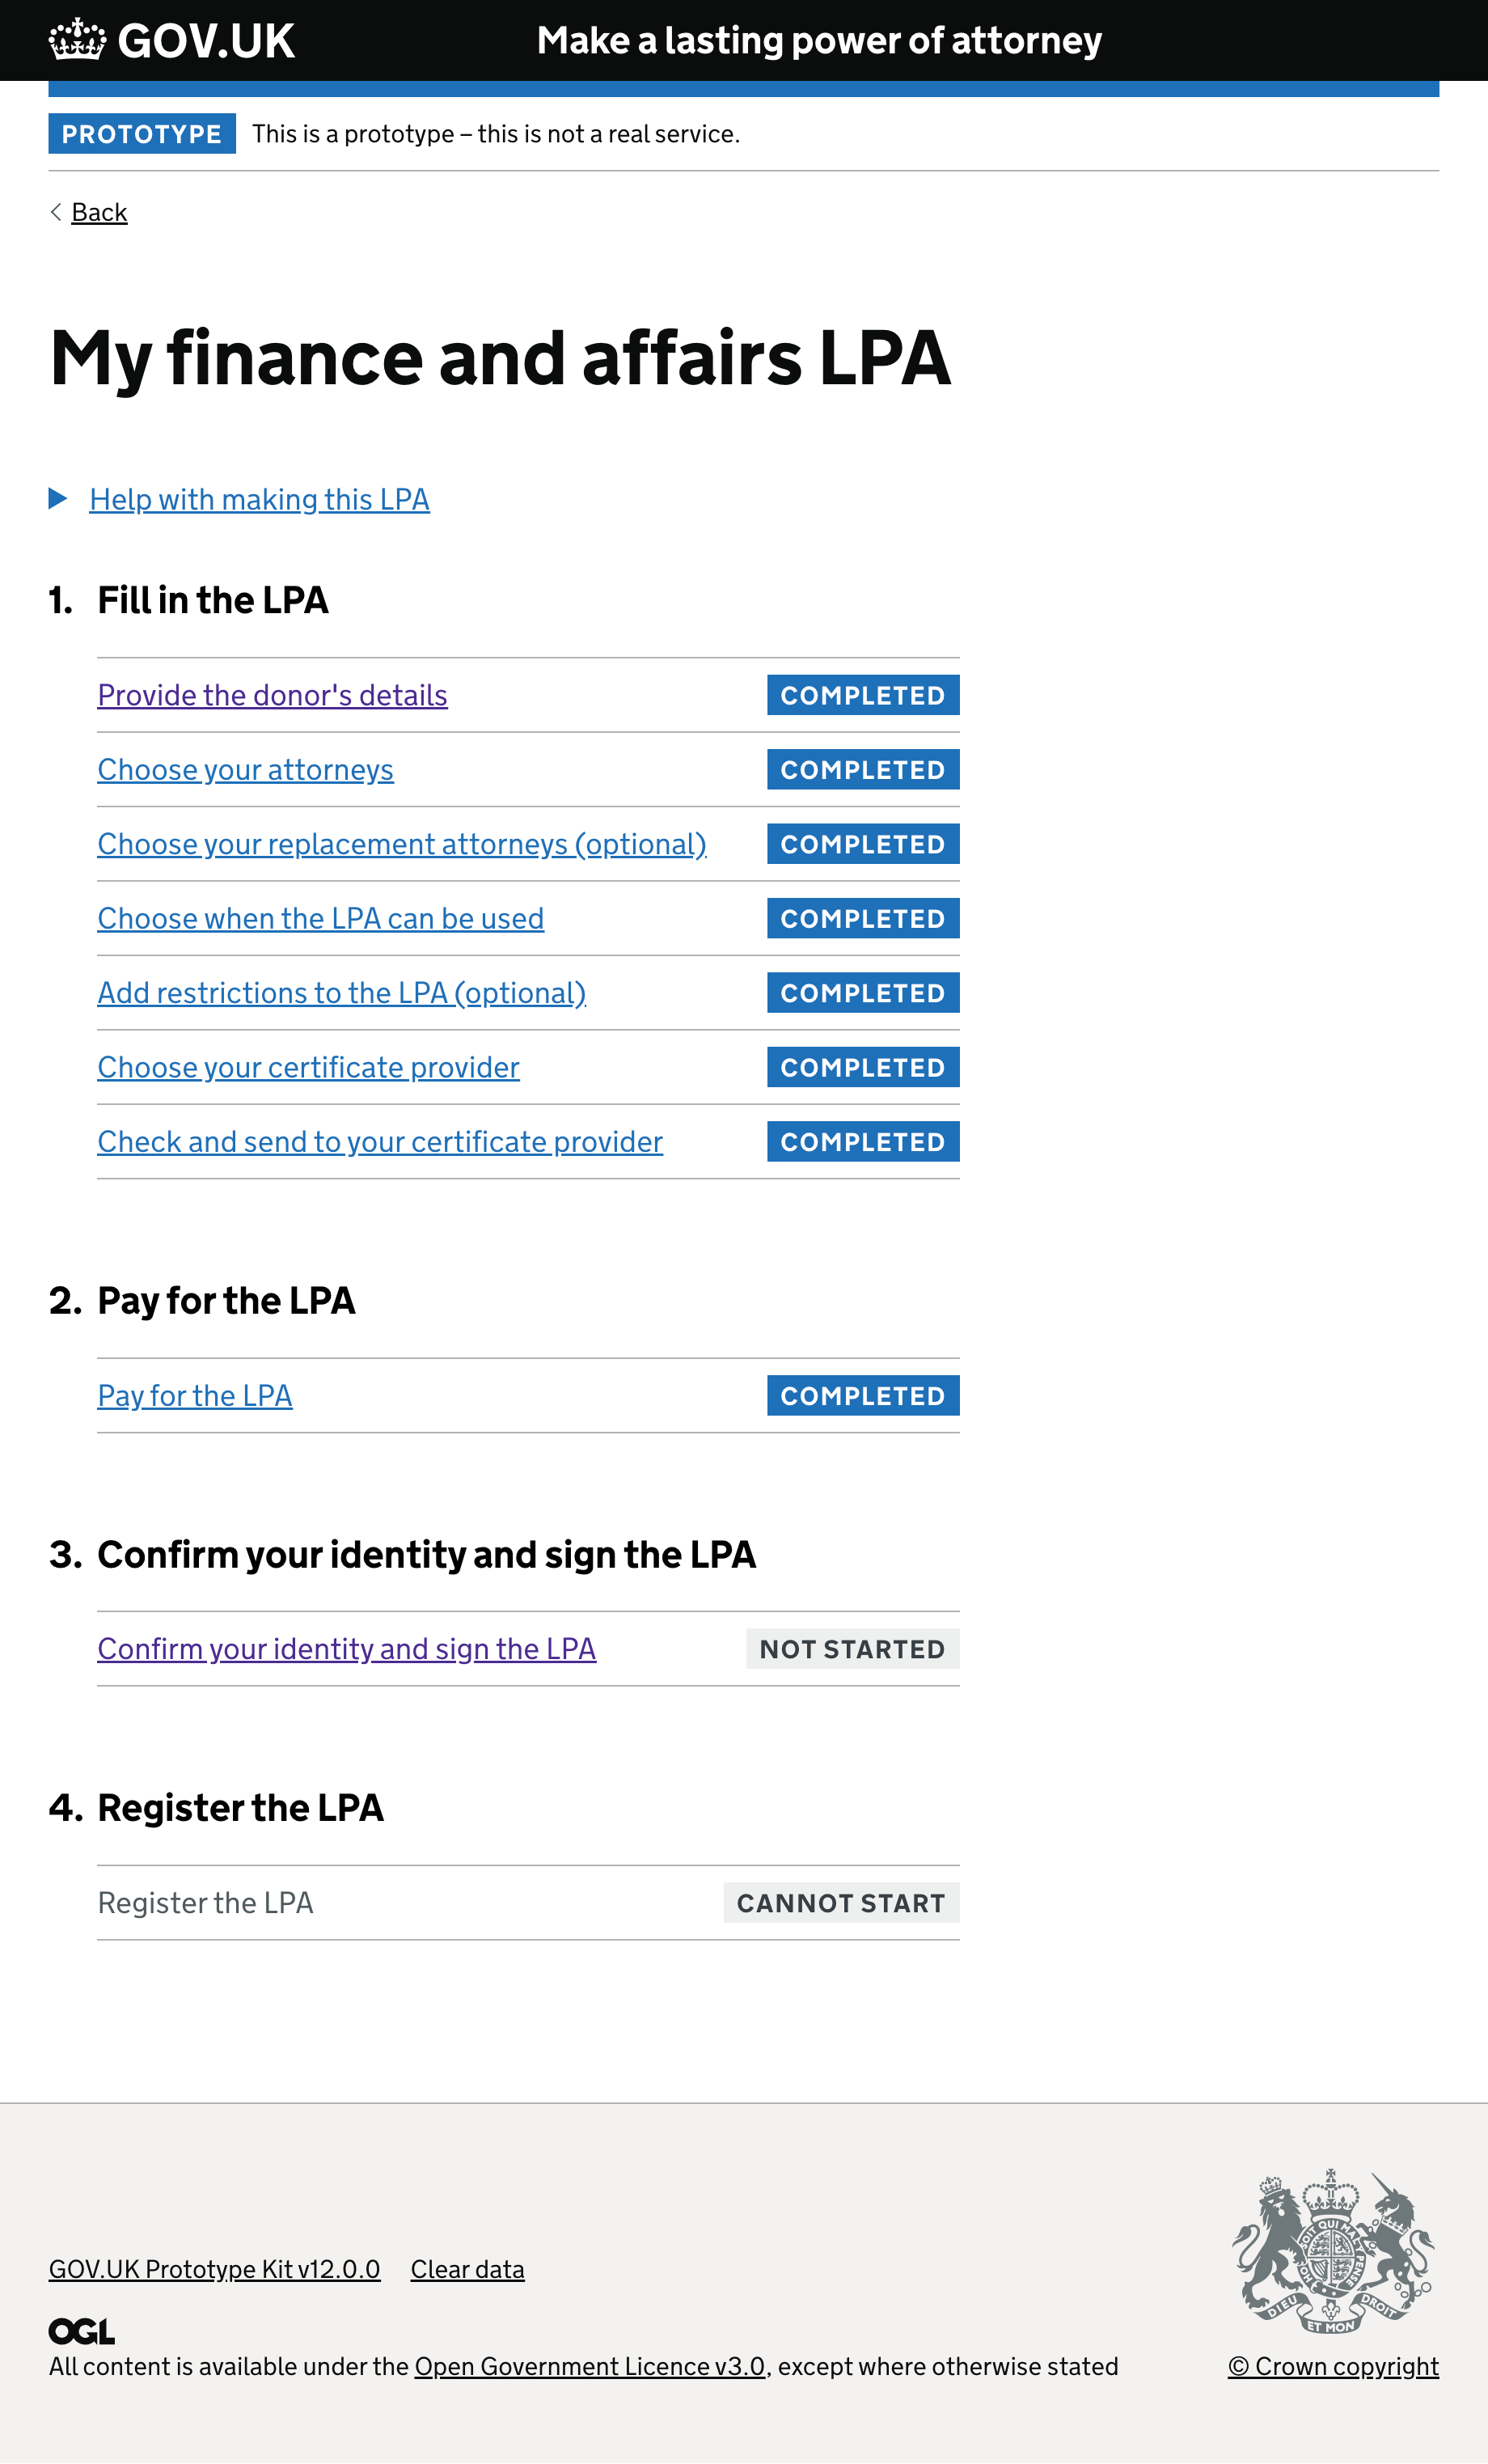 GOV.UK
Make a lasting power of attorney
PROTOTYPE This is a prototype – this is not a real service.
Back
My finance and affairs LPA
Help with making this LPA
1. Fill in the LPA
Provide the donor's details COMPLETED
Choose your attorneys COMPLETED
Choose your replacement attorneys (optional) COMPLETED
Choose when the LPA can be used COMPLETED
Add restrictions to the LPA (optional) COMPLETED
Choose your certificate provider COMPLETED
Check and send to your certificate provider COMPLETED
2. Pay for the LPA
Pay for the LPA COMPLETED
3. Confirm your identity and sign the LPA
Confirm your identity and sign the LPA NOT STARTED
4. Register the LPA
Register the LPA CANNOT START
SOIT QUI MAL
PENSE
HON
DIEU
ET MON
DROIT
GOV.UK Prototype Kit v12.0.0 Clear data
OGL
All content is available under the Open Government Licence v3.0, except where otherwise stated
© Crown copyright